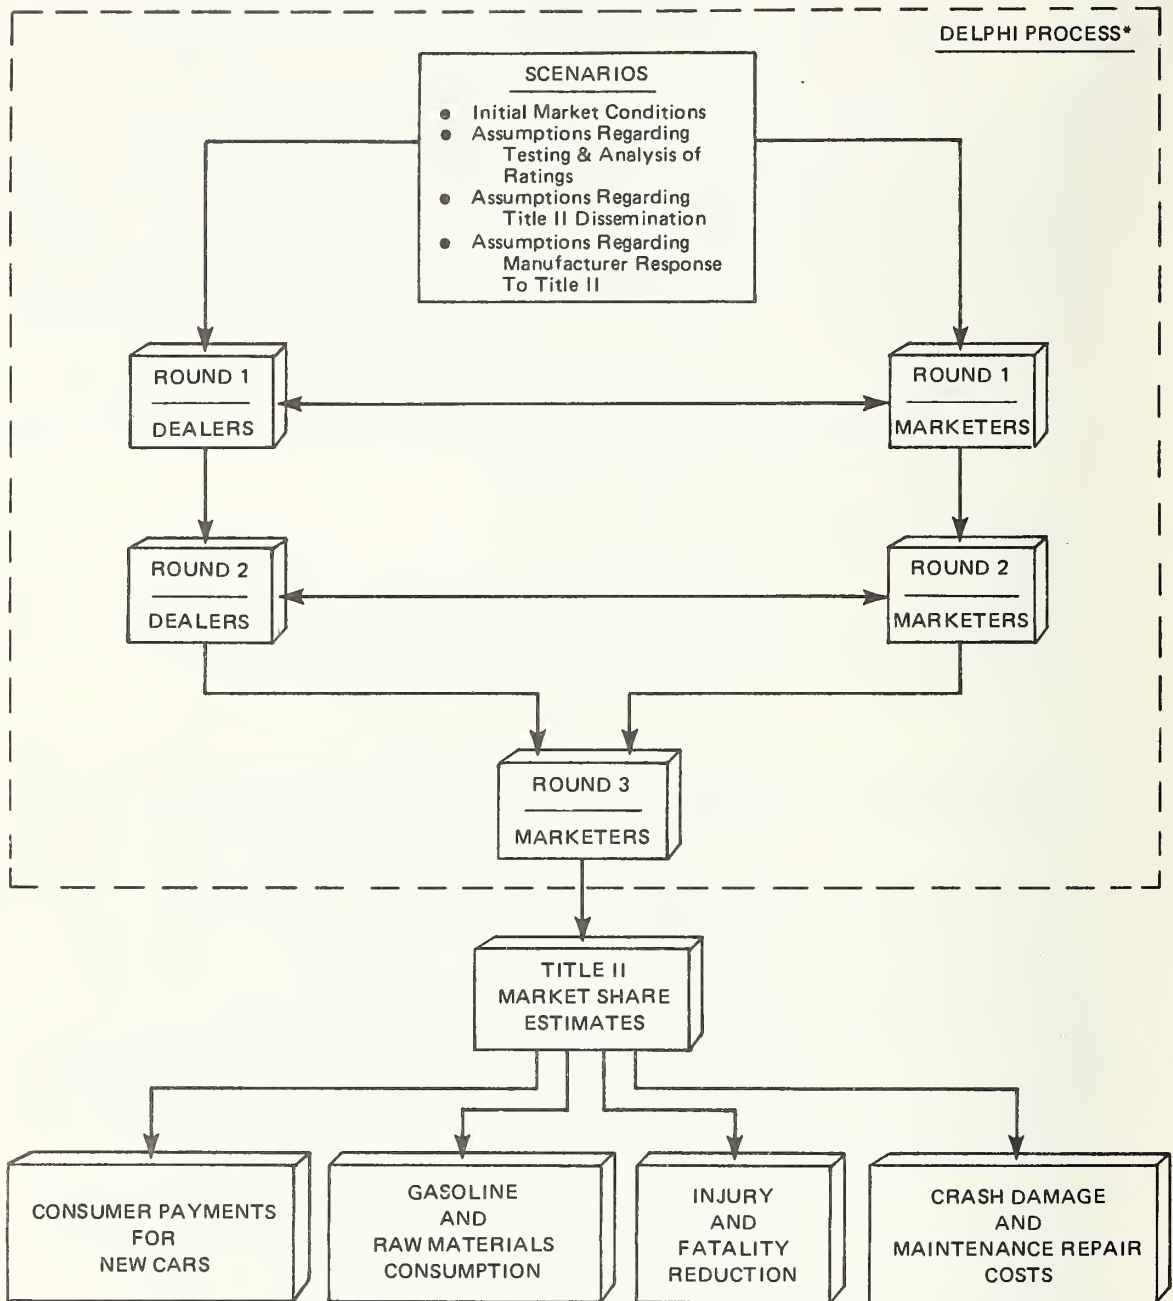 DELPHI PROCESS*
SCENARIOS
● Initial Market Conditions
● Assumptions Regarding
Testing & Analysis of
Ratings
● Assumptions Regarding
Title II Dissemination
● Assumptions Regarding
Manufacturer Response
To Title II
ROUND 1
DEALERS
ROUND 1
MARKETERS
ROUND 2
DEALERS
ROUND 2
MARKETERS
ROUND 3
MARKETERS
TITLE II
MARKET SHARE
ESTIMATES
CONSUMER PAYMENTS
FOR
NEW CARS
GASOLINE
AND
RAW MATERIALS
CONSUMPTION
INJURY
AND
FATALITY
REDUCTION
CRASH DAMAGE
AND
MAINTENANCE REPAIR
COSTS